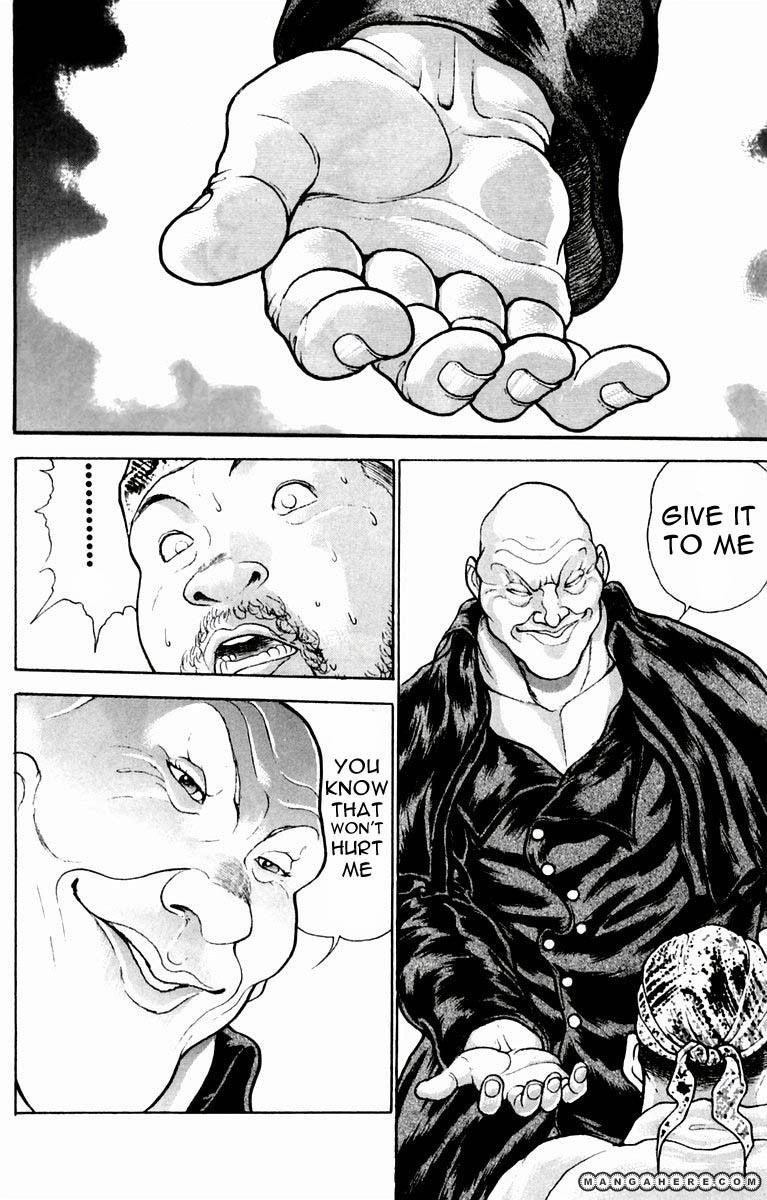 GIVE IT
TO ME
........
YOU
KNOW
THAT
WON'T
HURT
ME
MANGAHERE.COM